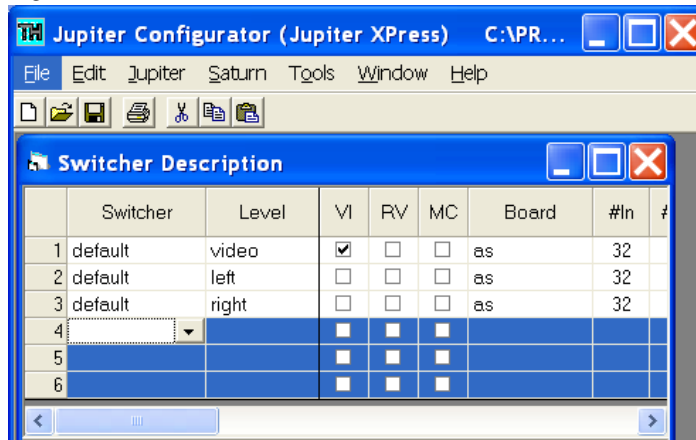 TH Jupiter Configurator (Jupiter XPress) C:\PR...
File Edit Jupiter Saturn Tools Window Help
Switcher Description
Switcher Level VI RV MC Board #In #
1 default video as 32
2 default left as 32
3 default right as 32
4
5
6